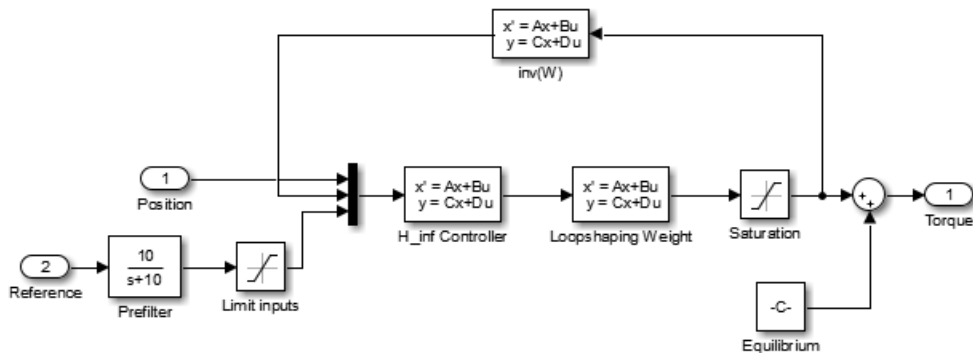 x' = Ax+Bu
y = Cx+Du
inv(W)
1
Position
x' = Ax+Bu
y = Cx+Du
H_inf Controller
x' = Ax+Bu
y = Cx+Du
Loopshaping Weight
Saturation
+
+
1
Torque
2
Reference
10
s+10
Prefilter
Limit inputs
-C-
Equilibrium